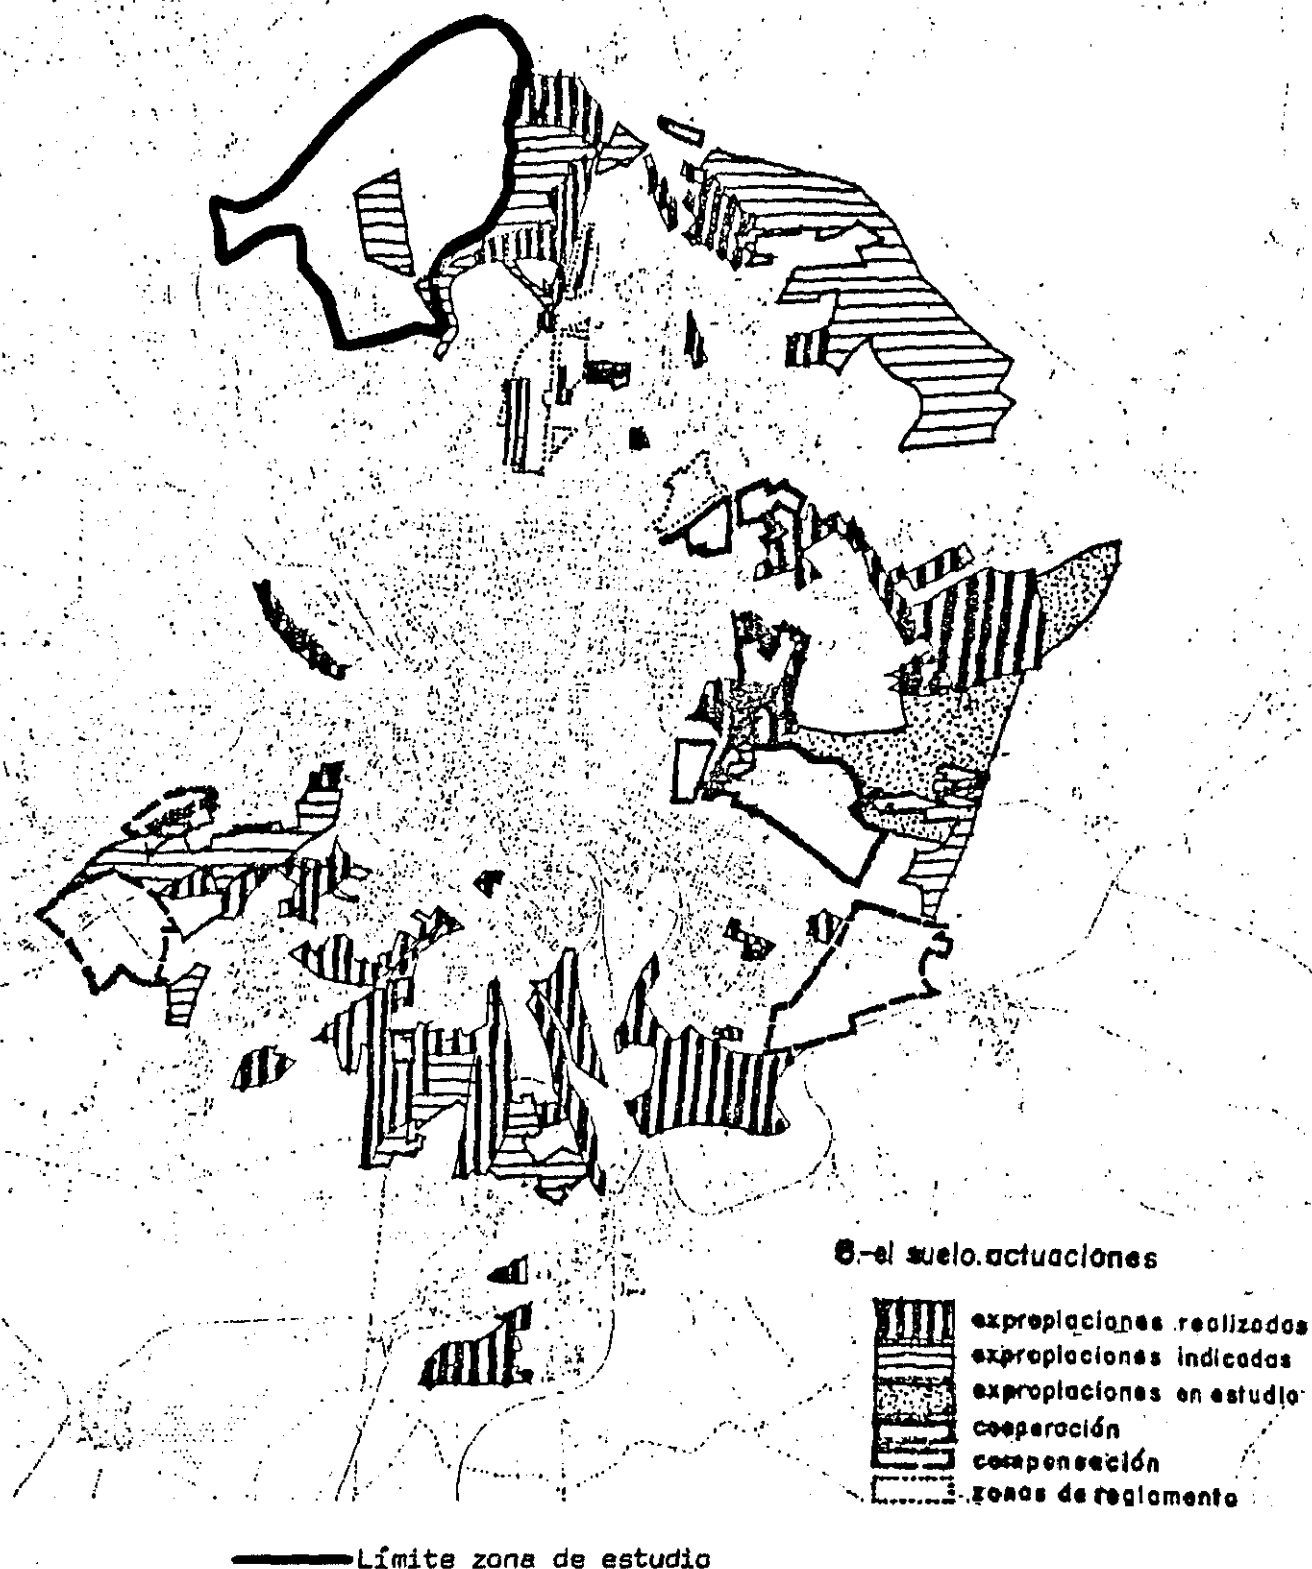 6.-el suelo.actuaciones
expropiaciones realizadas
expropiaciones indicadas
expropiaciones en estudio
cooperación
compensación
zonas de reglamento
Límite zona de estudio